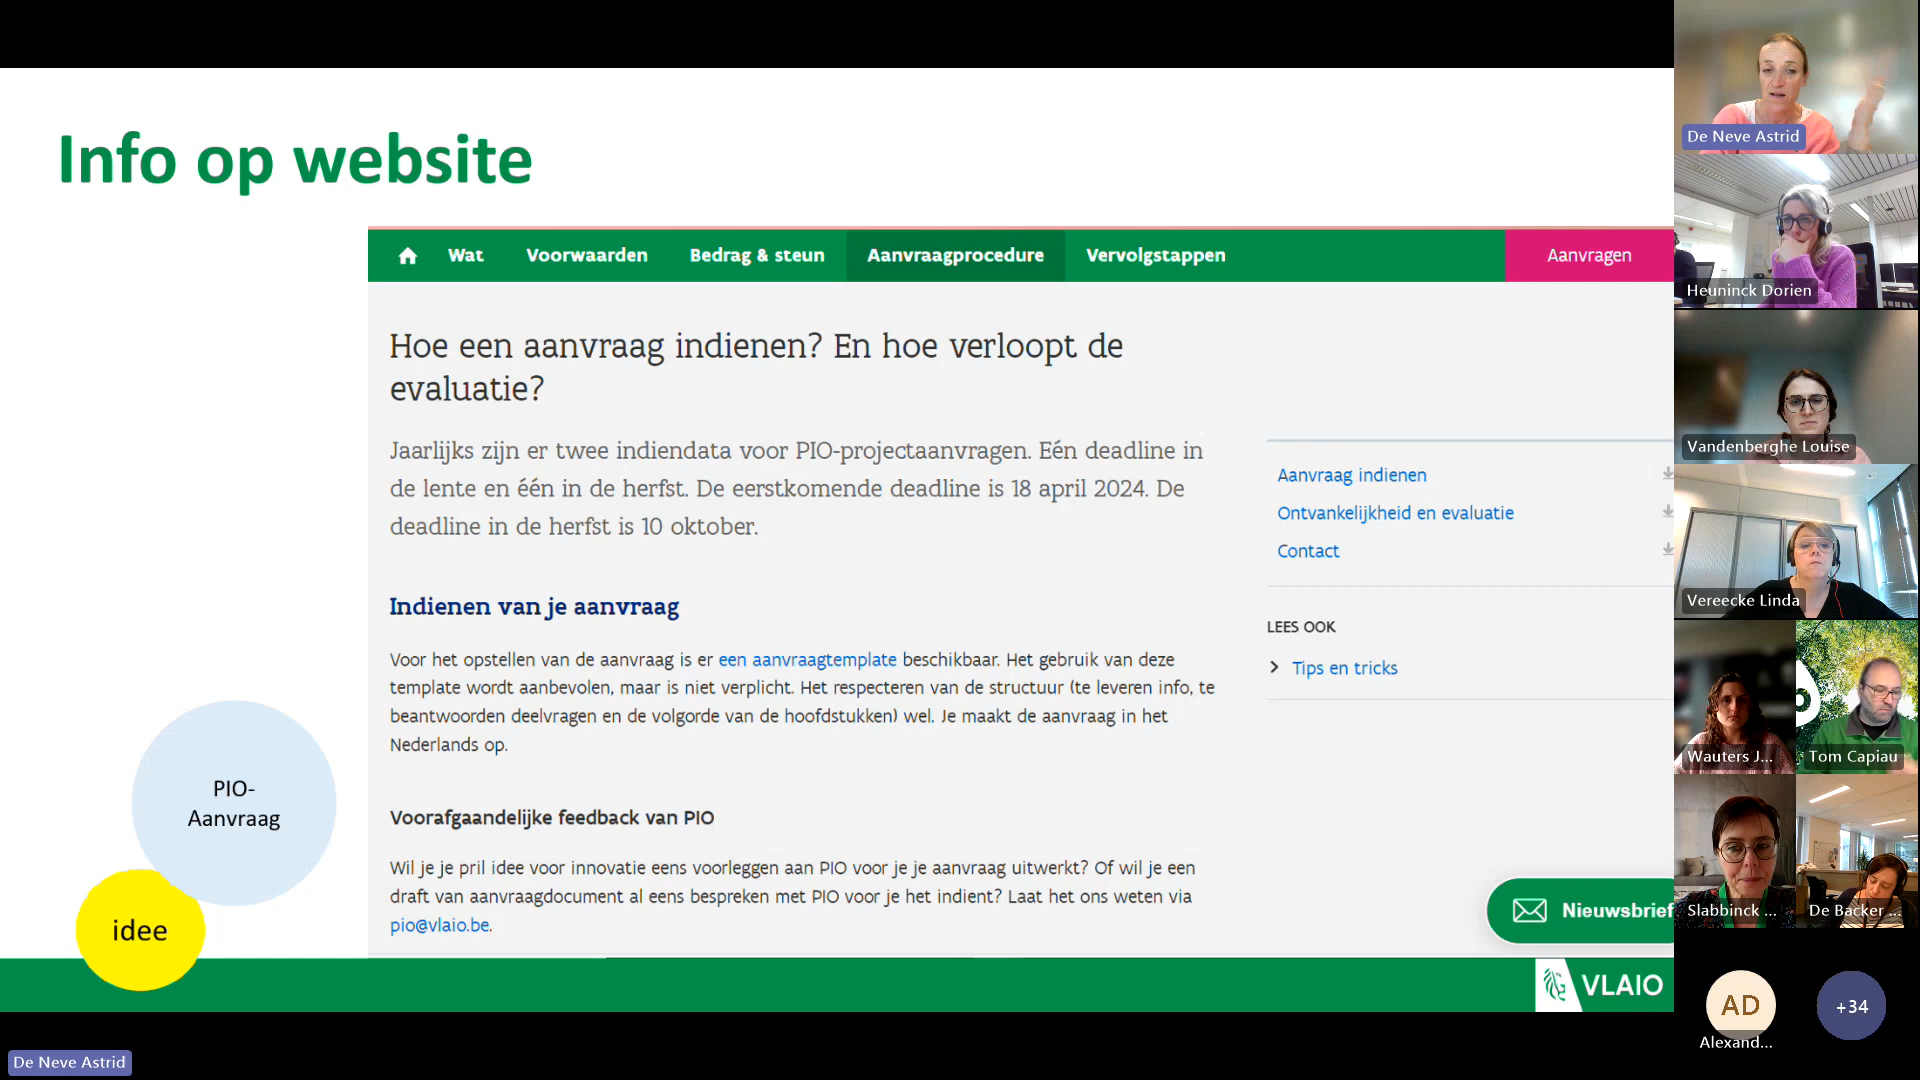 Info op website
Wat Voorwaarden Bedrag & steun Aanvraagprocedure Vervolgstappen Aanvragen
Hoe een aanvraag indienen? En hoe verloopt de
evaluatie?
Jaarlijks zijn er twee indiendata voor PIO-projectaanvragen. Eén deadline in
de lente en één in de herfst. De eerstkomende deadline is 18 april 2024. De
deadline in de herfst is 10 oktober.
Indienen van je aanvraag
Voor het opstellen van de aanvraag is er een aanvraagtemplate beschikbaar. Het gebruik van deze
template wordt aanbevolen, maar is niet verplicht. Het respecteren van de structuur (te leveren info, te
beantwoorden deelvragen en de volgorde van de hoofdstukken) wel. Je maakt de aanvraag in het
Nederlands op.
Voorafgaandelijke feedback van PIO
Wil je je pril idee voor innovatie eens voorleggen aan PIO voor je je aanvraag uitwerkt? Of wil je een
draft van aanvraagdocument al eens bespreken met PIO voor je het indient? Laat het ons weten via
pio@vlaio.be.
Aanvraag indienen
Ontvankelijkheid en evaluatie
Contact
LEES OOK
Tips en tricks
Nieuwsbrief
PIO-
Aanvraag
idee
VLAIO
De Neve Astrid
De Neve Astrid
Heuninck Dorien
Vandenberghe Louise
Vereecke Linda
Wauters J...
Tom Capiau
Slabbinck ...
De Backer ...
AD
Alexand...
+34